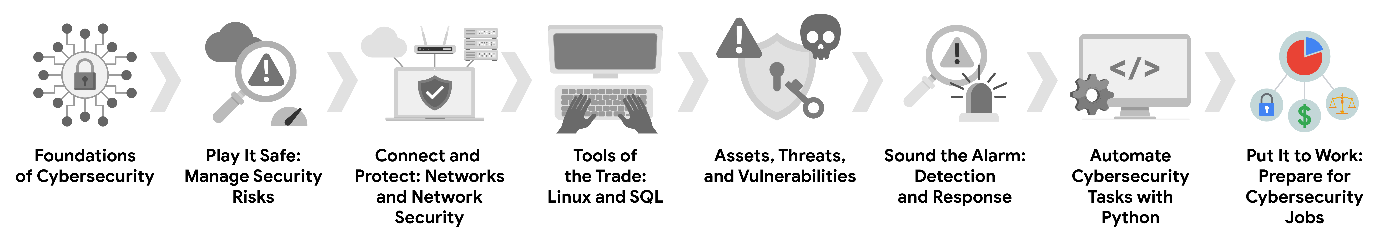 </>
Foundations
of Cybersecurity
Play It Safe:
Manage Security
Risks
Connect and
Protect: Networks
and Network
Security
Tools of
the Trade:
Linux and SQL
Assets, Threats,
and Vulnerabilities
Sound the Alarm:
Detection
and Response
Automate
Cybersecurity
Tasks with
Python
Put It to Work:
Prepare for
Cybersecurity
Jobs